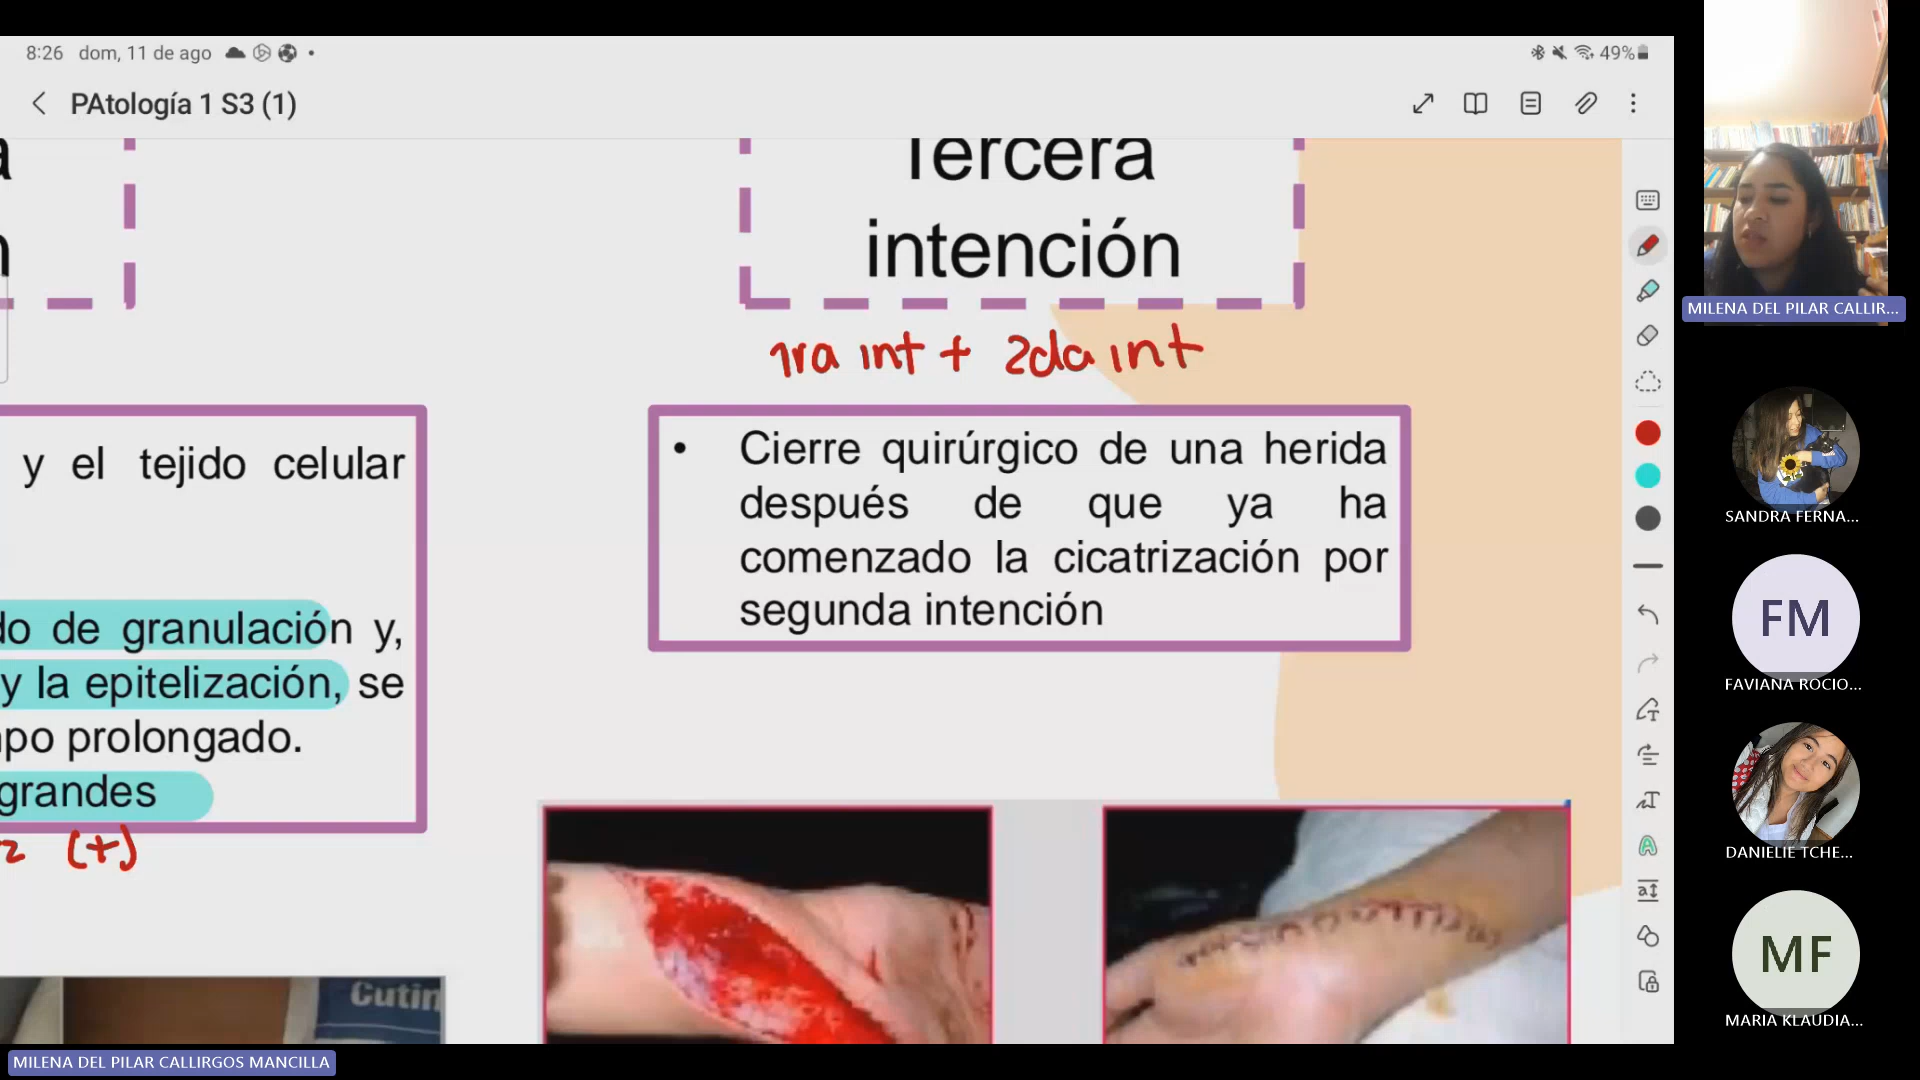 8:26 dom, 11 de ago
49%
PAtología 1 S3 (1)
Tercera
intención
1ra int + 2da int
y el tejido celular
de granulación y,
y la epitelización, se
prolongado.
grandes
(+)
• Cierre quirúrgico de una herida
después de que ya ha
comenzado la cicatrización por
segunda intención
Cutin
MILENA DEL PILAR CALLIR...
SANDRA FERNA...
FM
FAVIANA ROCIO...
DANIELIE TCHE...
MF
MARIA KLAUDIA...
MILENA DEL PILAR CALLIRGOS MANCILLA